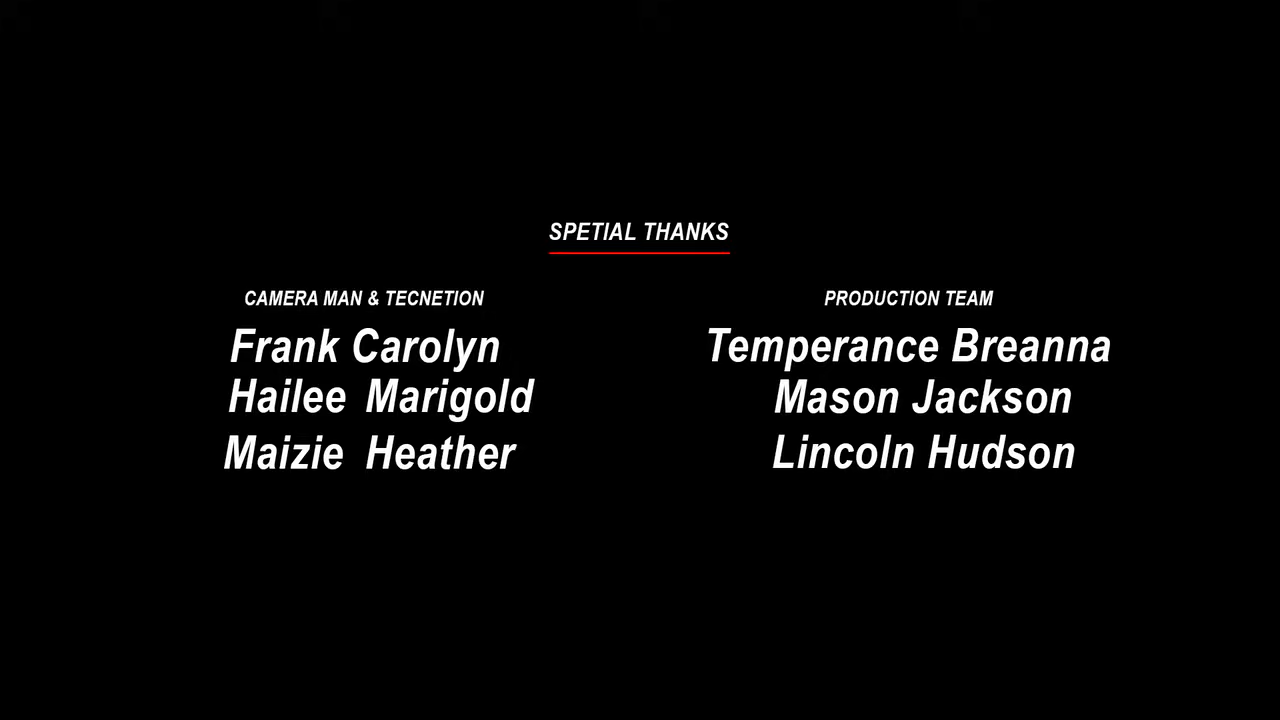 SPETIAL THANKS
CAMERA MAN & TECNETION
Frank Carolyn
Hailee Marigold
Maizie Heather
PRODUCTION TEAM
Temperance Breanna
Mason Jackson
Lincoln Hudson